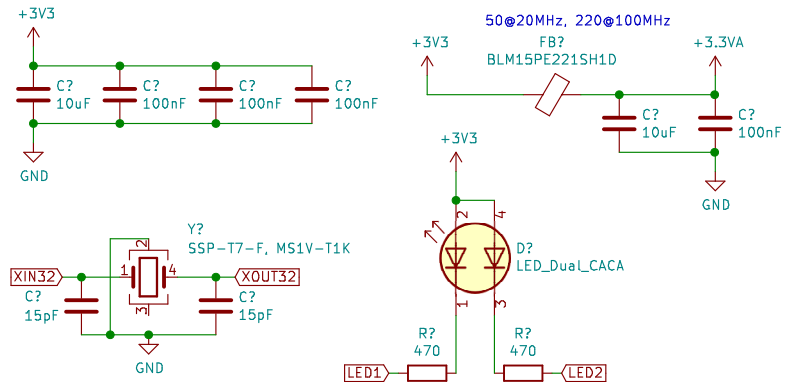 +3V3
C?
10uF
C?
100nF
C?
100nF
C?
100nF
GND
50@20MHz, 220@100MHz
+3V3
FB?
BLM15PE221SH1D
+3.3VA
C?
10uF
C?
100nF
GND
Y?
SSP-T7-F, MS1V-T1K
2
XIN32
1
4
XOUT32
C?
15pF
3
C?
15pF
GND
+3V3
2
4
D?
LED_Dual_CACA
1
3
R?
470
R?
470
LED1
LED2